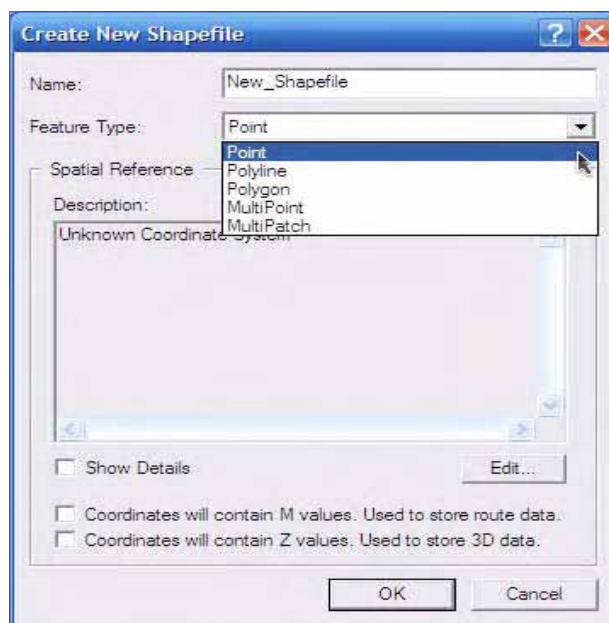 Create New Shapefile
Name:
New_Shapefile
Feature Type:
Point
Point
Polyline
Polygon
MultiPoint
MultiPatch
Spatial Reference
Description:
Unknown Coordinate System
Show Details
Edit...
Coordinates will contain M values. Used to store route data.
Coordinates will contain Z values. Used to store 3D data.
OK
Cancel